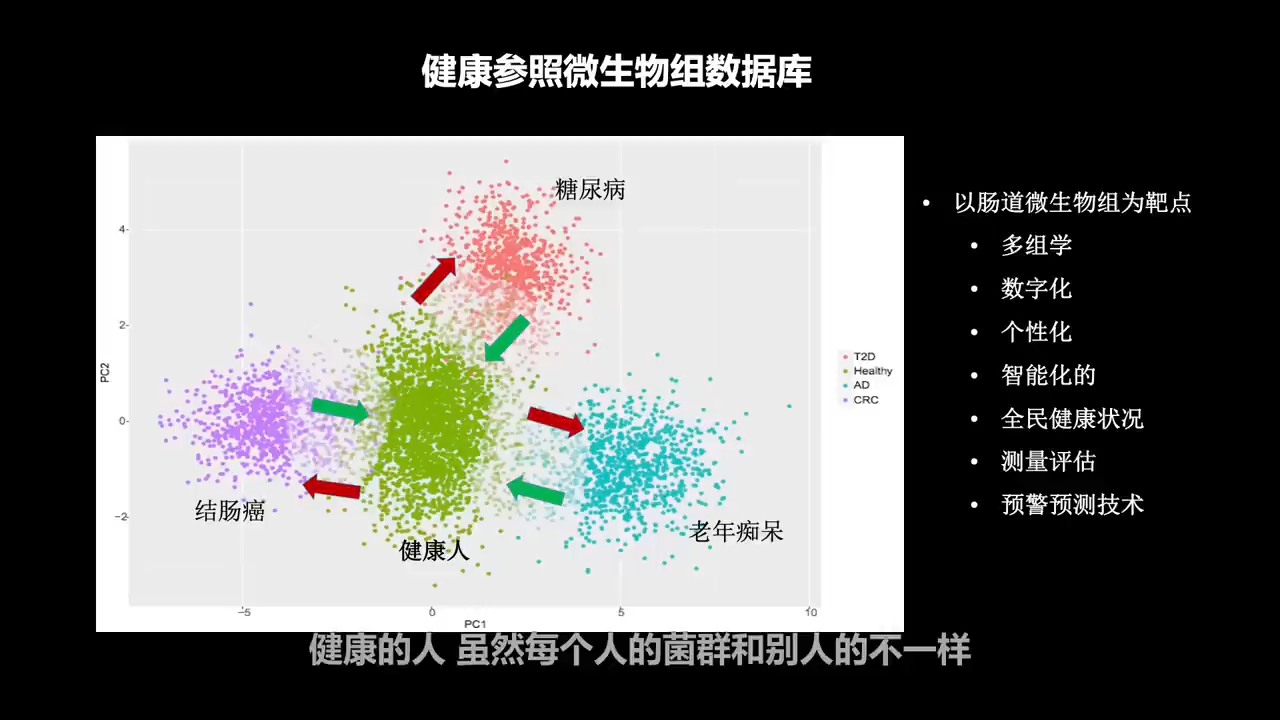 健康参照微生物组数据库
糖尿病
4
2
0
−2
PC2
结肠癌
健康人
老年痴呆
−5
0
5
10
PC1
T2D
Healthy
AD
CRC
• 以肠道微生物组为靶点
• 多组学
• 数字化
• 个性化
• 智能化的
• 全民健康状况
• 测量评估
• 预警预测技术
健康的人 虽然每个人的菌群和别人的不一样